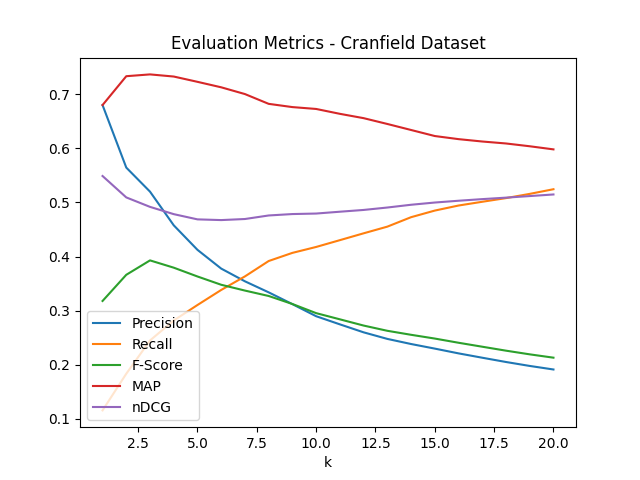 Evaluation Metrics - Cranfield Dataset
0.7
0.6
0.5
0.4
0.3
0.2
0.1
Precision
Recall
F-Score
MAP
nDCG
2.5 5.0 7.5 10.0 12.5 15.0 17.5 20.0
k